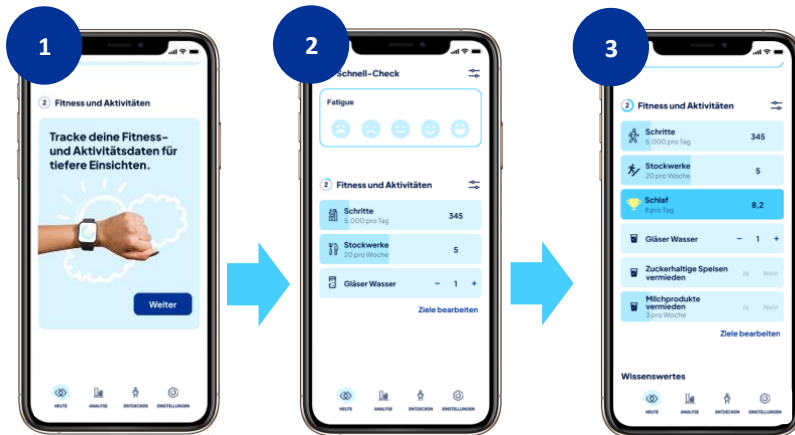 1
2 Fitness und Aktivitäten
Tracke deine Fitness-
und Aktivitätsdaten für
tiefere Einsichten.
Weiter
HEUTE ANALYSE ENTDECKEN EINSTELLUNGEN
2
Schnell-Check
Fatigue
2 Fitness und Aktivitäten
Schritte 345
5.000 pro Tag
Stockwerke 5
20 pro Woche
Gläser Wasser − 1 +
Ziele bearbeiten
HEUTE ANALYSE ENTDECKEN EINSTELLUNGEN
3
2 Fitness und Aktivitäten
Schritte 345
5.000 pro Tag
Stockwerke 5
20 pro Woche
Schlaf 8,2
8 pro Tag
Gläser Wasser − 1 +
Zuckerhaltige Speisen
vermieden Ja Nein
Milchprodukte
vermieden Ja Nein
3 pro Woche
Ziele bearbeiten
Wissenswertes
HEUTE ANALYSE ENTDECKEN EINSTELLUNGEN